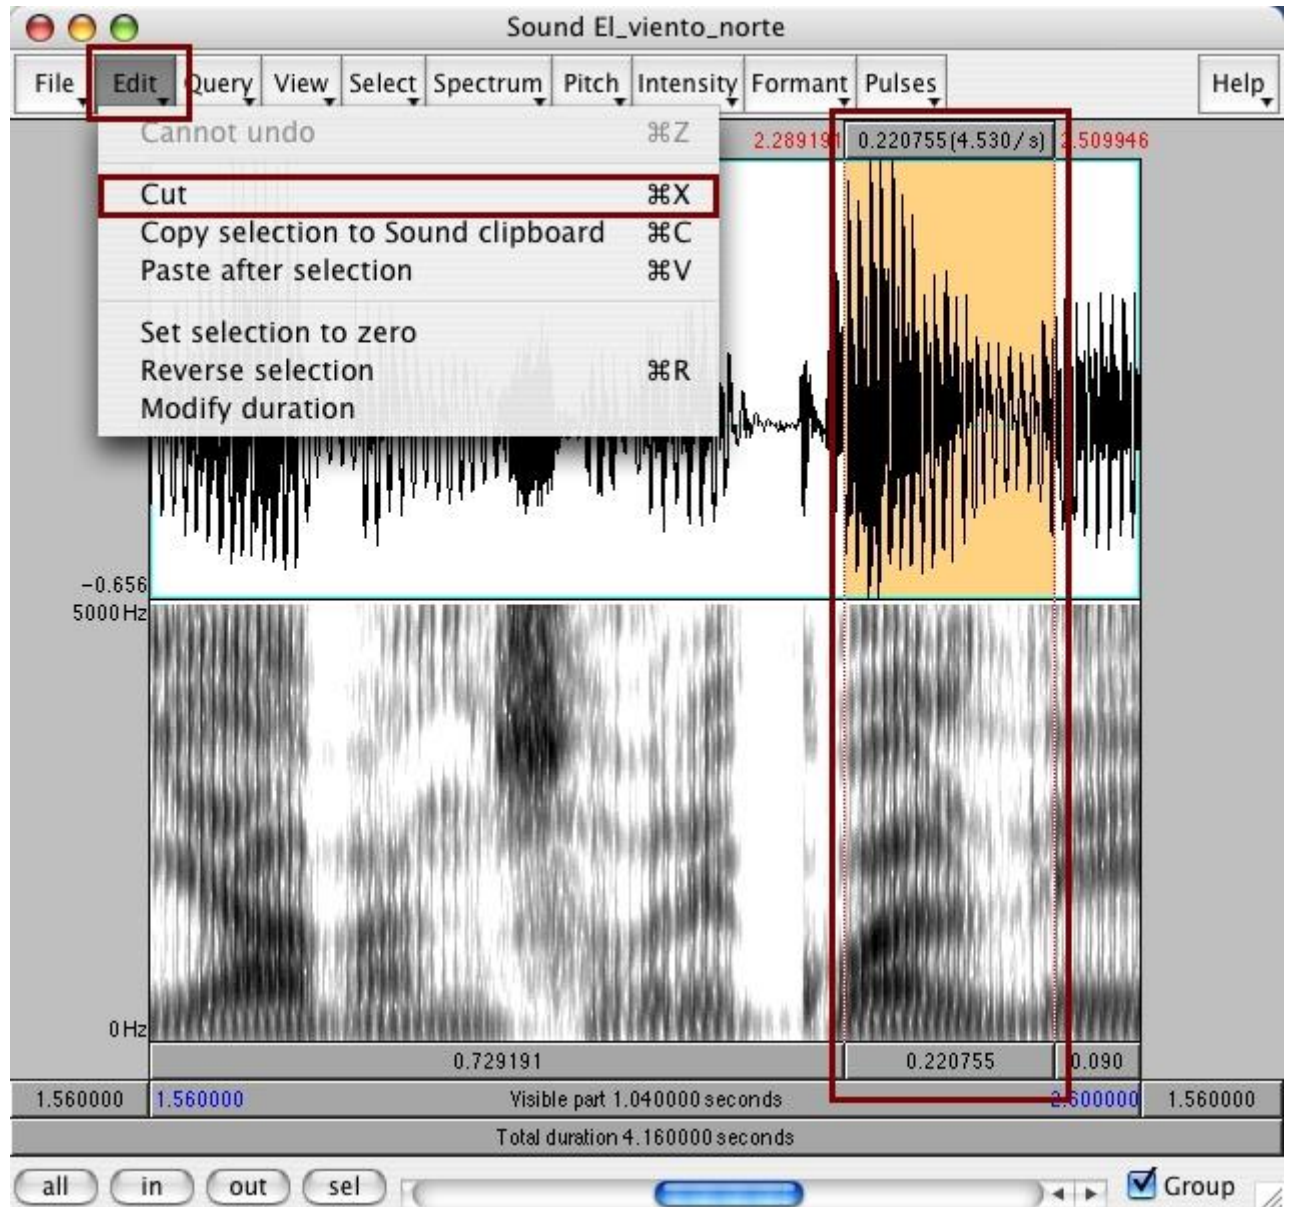 Sound El_viento_norte
File Edit Query View Select Spectrum Pitch Intensity Formant Pulses Help
Cannot undo ⌘Z
2.289191 0.220755(4.530/s) 2.509946
Cut ⌘X
Copy selection to Sound clipboard ⌘C
Paste after selection ⌘V
Set selection to zero
Reverse selection ⌘R
Modify duration
-0.656
5000 Hz
0 Hz
0.729191 0.220755 0.090
1.560000 1.560000 Visible part 1.040000 seconds 2.600000 1.560000
Total duration 4.160000 seconds
all in out sel Group